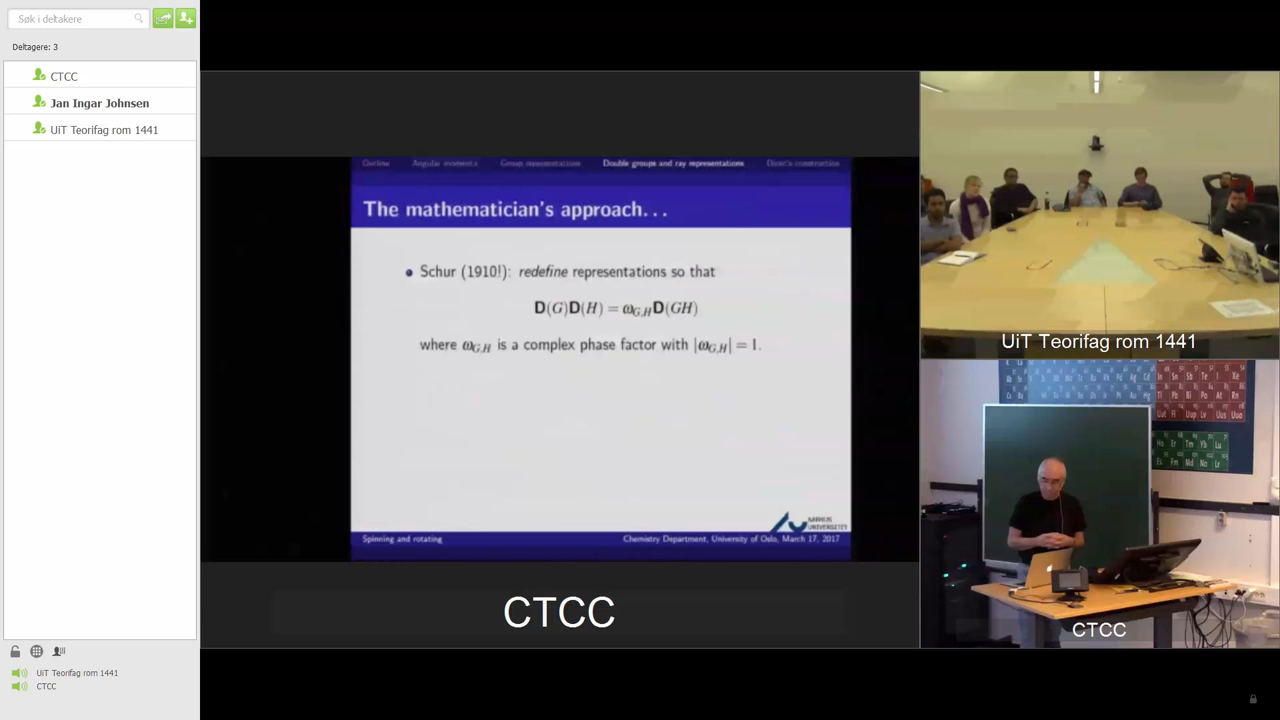 Søk i deltakere
Deltagere: 3
CTCC
Jan Ingar Johnsen
UiT Teorifag rom 1441
UiT Teorifag rom 1441
CTCC
Outline Angular momenta Group representations Double groups and ray representations Dirac's construction
The mathematician's approach...
Schur (1910!): redefine representations so that
D(G)D(H) = ω_{G,H}D(GH)
where ω_{G,H} is a complex phase factor with |ω_{G,H}| = 1.
AARHUS
UNIVERSITET
Spinning and rotating Chemistry Department, University of Oslo, March 17, 2017
CTCC
UiT Teorifag rom 1441
CTCC